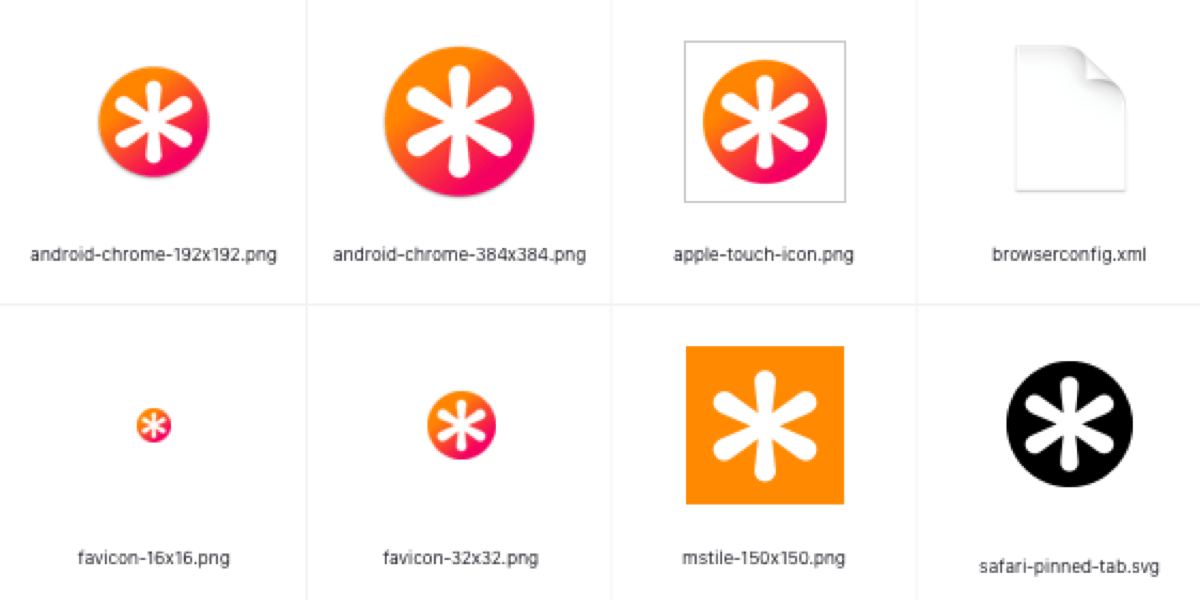 android-chrome-192x192.png
android-chrome-384x384.png
apple-touch-icon.png
browserconfig.xml
favicon-16x16.png
favicon-32x32.png
mstile-150x150.png
safari-pinned-tab.svg